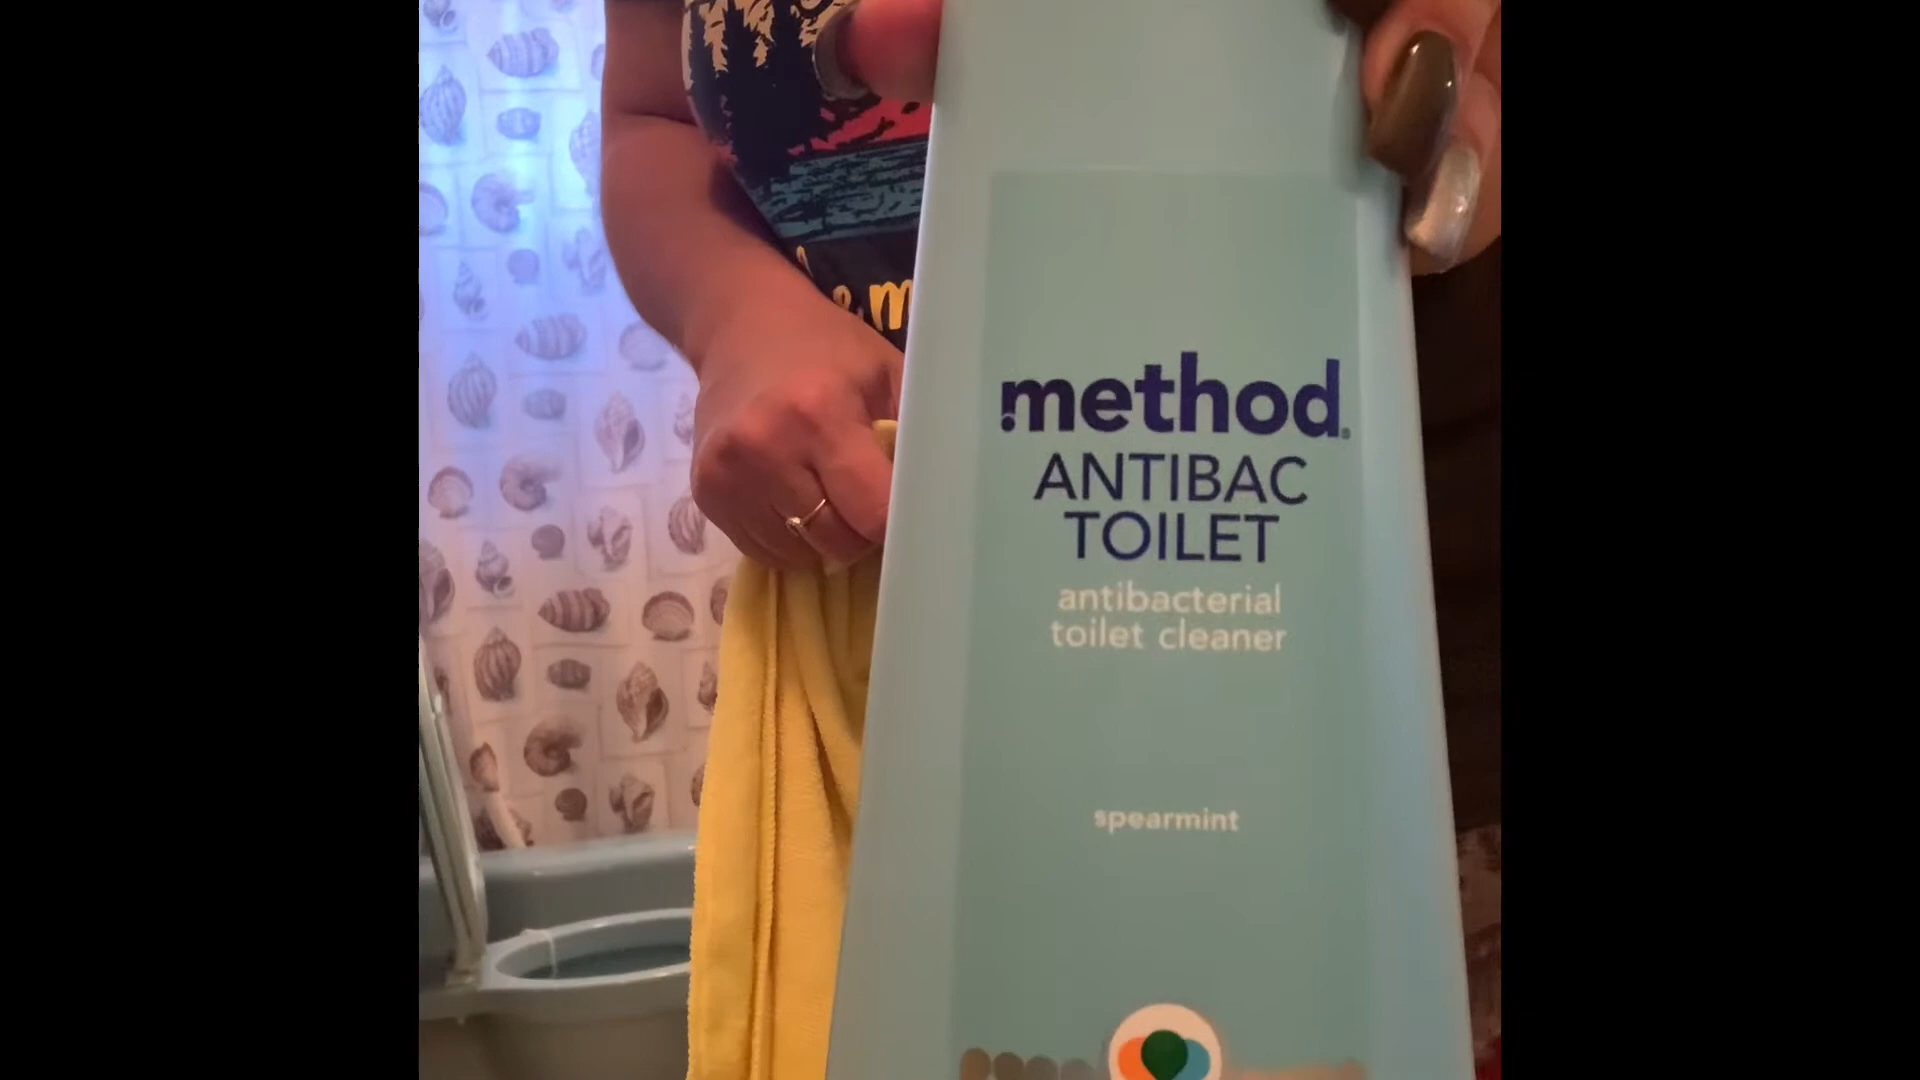 method
ANTIBAC
TOILET
antibacterial
toilet cleaner
spearmint